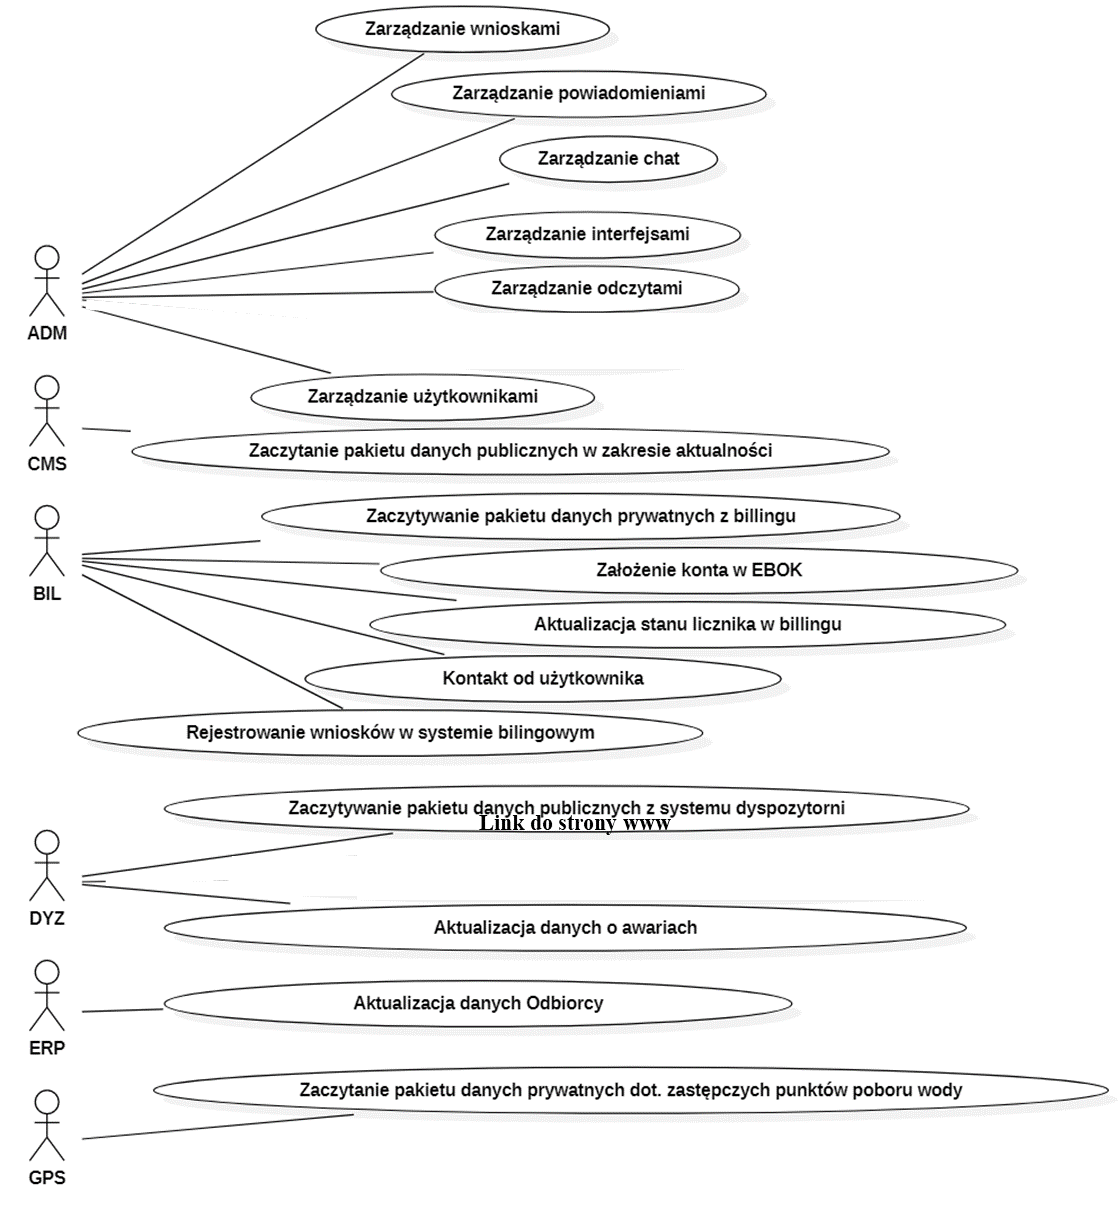 Zarządzanie wnioskami
Zarządzanie powiadomieniami
Zarządzanie chat
Zarządzanie interfejsami
Zarządzanie odczytami
ADM
Zarządzanie użytkownikami
CMS
Zaczytanie pakietu danych publicznych w zakresie aktualności
Zaczytywanie pakietu danych prywatnych z billingu
Założenie konta w EBOK
BIL
Aktualizacja stanu licznika w billingu
Kontakt od użytkownika
Rejestrowanie wniosków w systemie bilingowym
Zaczytywanie pakietu danych publicznych z systemu dyspozytorni
Link do strony www
DYZ
Aktualizacja danych o awariach
Aktualizacja danych Odbiorcy
ERP
Zaczytanie pakietu danych prywatnych dot. zastępczych punktów poboru wody
GPS